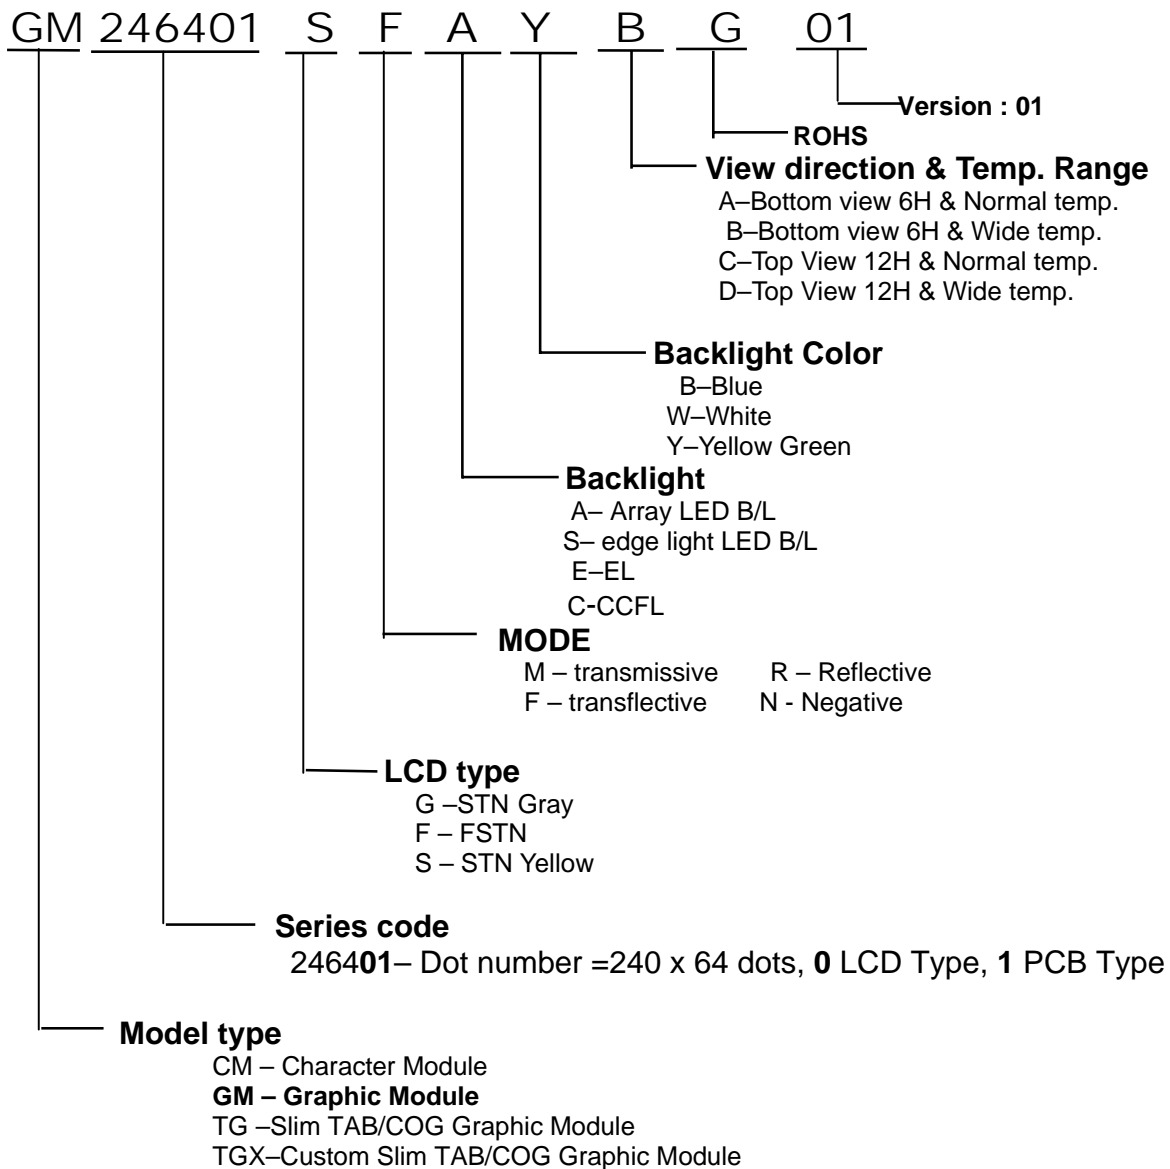 GM 246401 S F A Y B G 01
Version : 01
ROHS
View direction & Temp. Range
A–Bottom view 6H & Normal temp.
B–Bottom view 6H & Wide temp.
C–Top View 12H & Normal temp.
D–Top View 12H & Wide temp.
Backlight Color
B–Blue
W–White
Y–Yellow Green
Backlight
A– Array LED B/L
S– edge light LED B/L
E–EL
C-CCFL
MODE
M – transmissive R – Reflective
F – transflective N - Negative
LCD type
G –STN Gray
F – FSTN
S – STN Yellow
Series code
246401– Dot number =240 x 64 dots, 0 LCD Type, 1 PCB Type
Model type
CM – Character Module
GM – Graphic Module
TG –Slim TAB/COG Graphic Module
TGX–Custom Slim TAB/COG Graphic Module